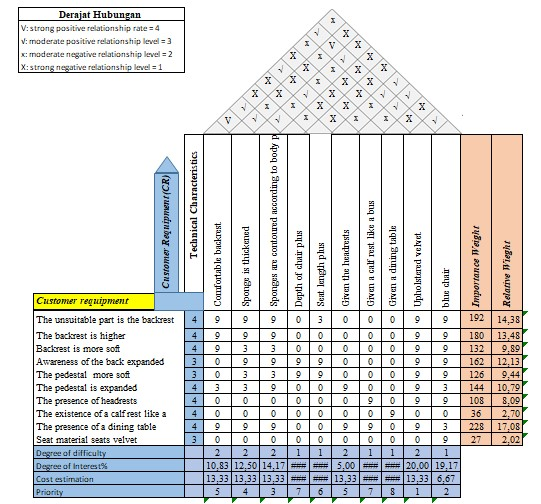 Derajat Hubungan
V: strong positive relationship rate = 4
√: moderate positive relationship level = 3
x: moderate negative relationship level = 2
X: strong negative relationship level = 1
Customer Requipment (CR)
Technical Characteristics
Comfortable backrest
Sponge is thickened
Sponges are contoured according to body p
Depth of chair plus
Seat length plus
Given the headrests
Given a calf rest like a bus
Given a dining table
Upholstered velvet
blue chair
Importance Weight
Relative Wieght
Customer requipment
The unsuitable part is the backrest 4 9 9 9 0 3 0 0 0 9 9 192 14,38
The backrest is higher 4 9 9 9 0 0 0 0 0 9 9 180 13,48
Backrest is more soft 4 9 3 3 0 0 0 0 0 9 9 132 9,89
Awareness of the back expanded 3 0 9 9 9 9 0 0 0 9 9 162 12,13
The pedestal more soft 3 0 3 3 9 9 0 0 0 9 9 126 9,44
The pedestal is expanded 4 3 3 9 0 0 9 0 0 9 3 144 10,79
The presence of headrests 4 0 0 0 0 0 9 0 0 9 9 108 8,09
The existence of a calf rest like a 4 0 0 0 0 0 0 9 0 0 0 36 2,70
The presence of a dining table 4 9 9 9 0 0 9 0 9 9 3 228 17,08
Seat material seats velvet 3 0 0 0 0 0 0 0 0 0 9 27 2,02
Degree of difficulty 2 2 2 1 1 2 1 1 2 1
Degree of Interest% 10,83 12,50 14,17 ### ### 5,00 ### ### 20,00 19,17
Cost estimation 13,33 13,33 13,33 ### ### 13,33 ### ### 13,33 6,67
Priority 5 4 3 7 6 5 7 8 1 2